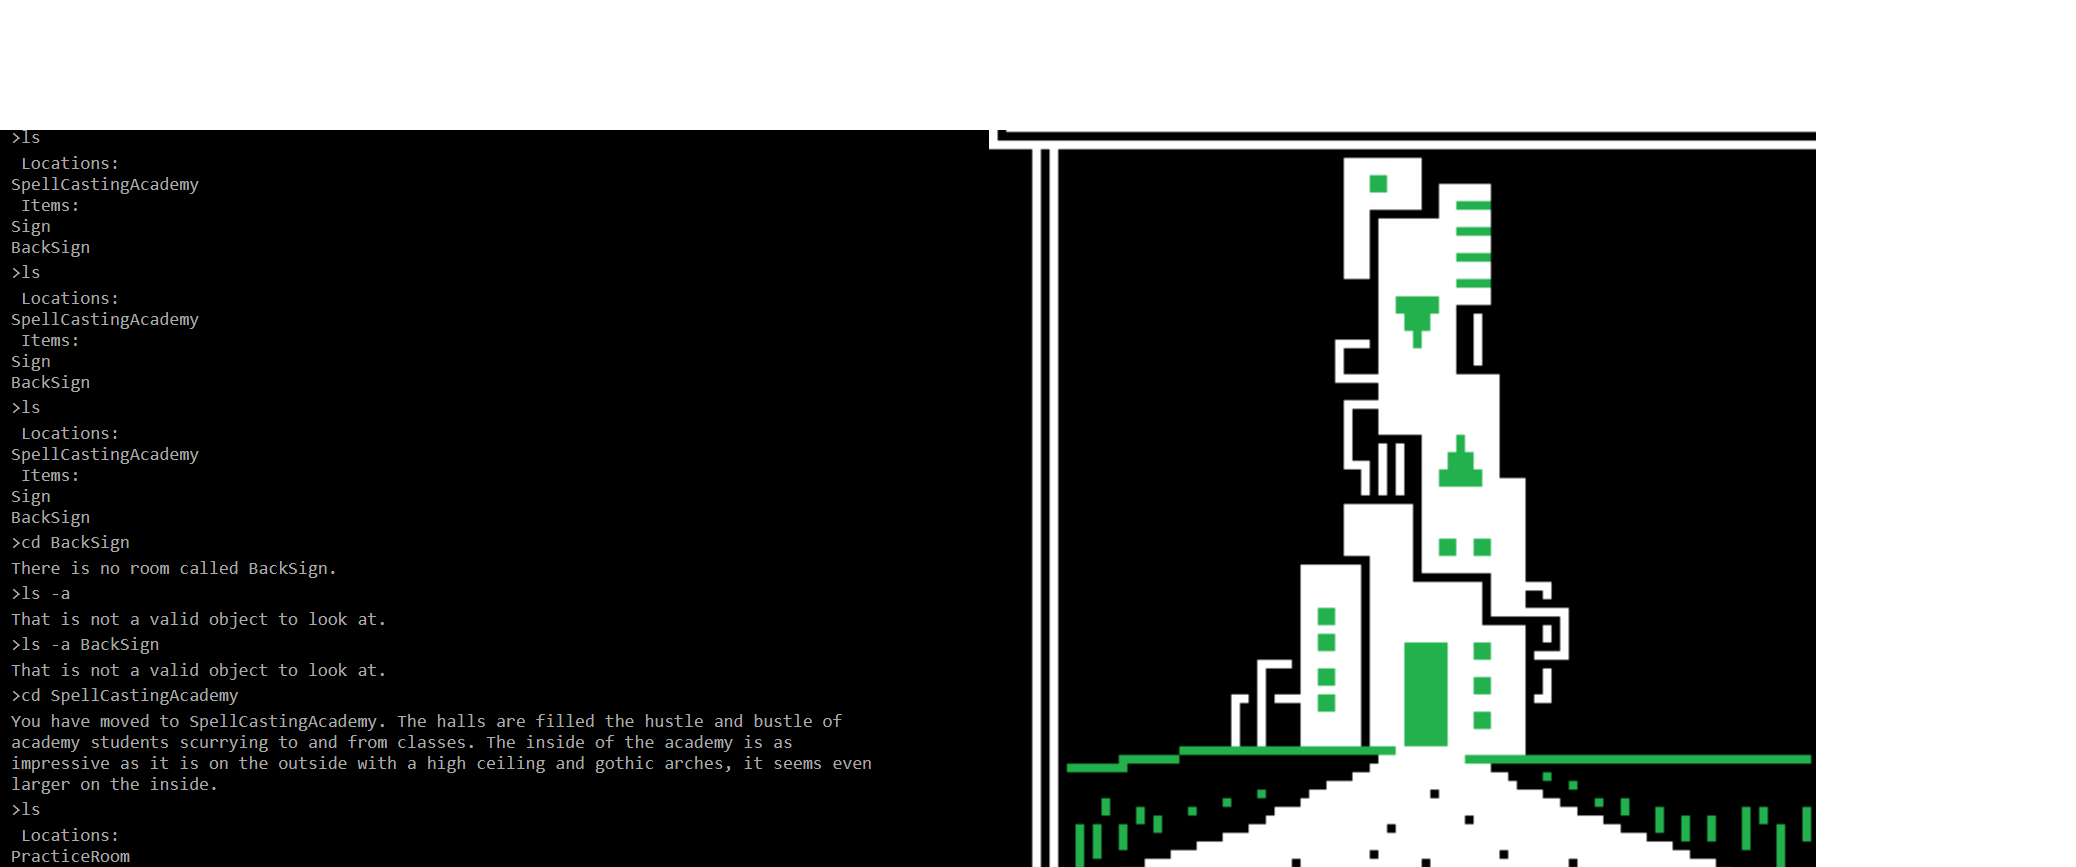 >ls
Locations:
SpellCastingAcademy
Items:
Sign
BackSign
>ls
Locations:
SpellCastingAcademy
Items:
Sign
BackSign
>ls
Locations:
SpellCastingAcademy
Items:
Sign
BackSign
>cd BackSign
There is no room called BackSign.
>ls -a
That is not a valid object to look at.
>ls -a BackSign
That is not a valid object to look at.
>cd SpellCastingAcademy
You have moved to SpellCastingAcademy. The halls are filled the hustle and bustle of
academy students scurrying to and from classes. The inside of the academy is as
impressive as it is on the outside with a high ceiling and gothic arches, it seems even
larger on the inside.
>ls
Locations:
PracticeRoom